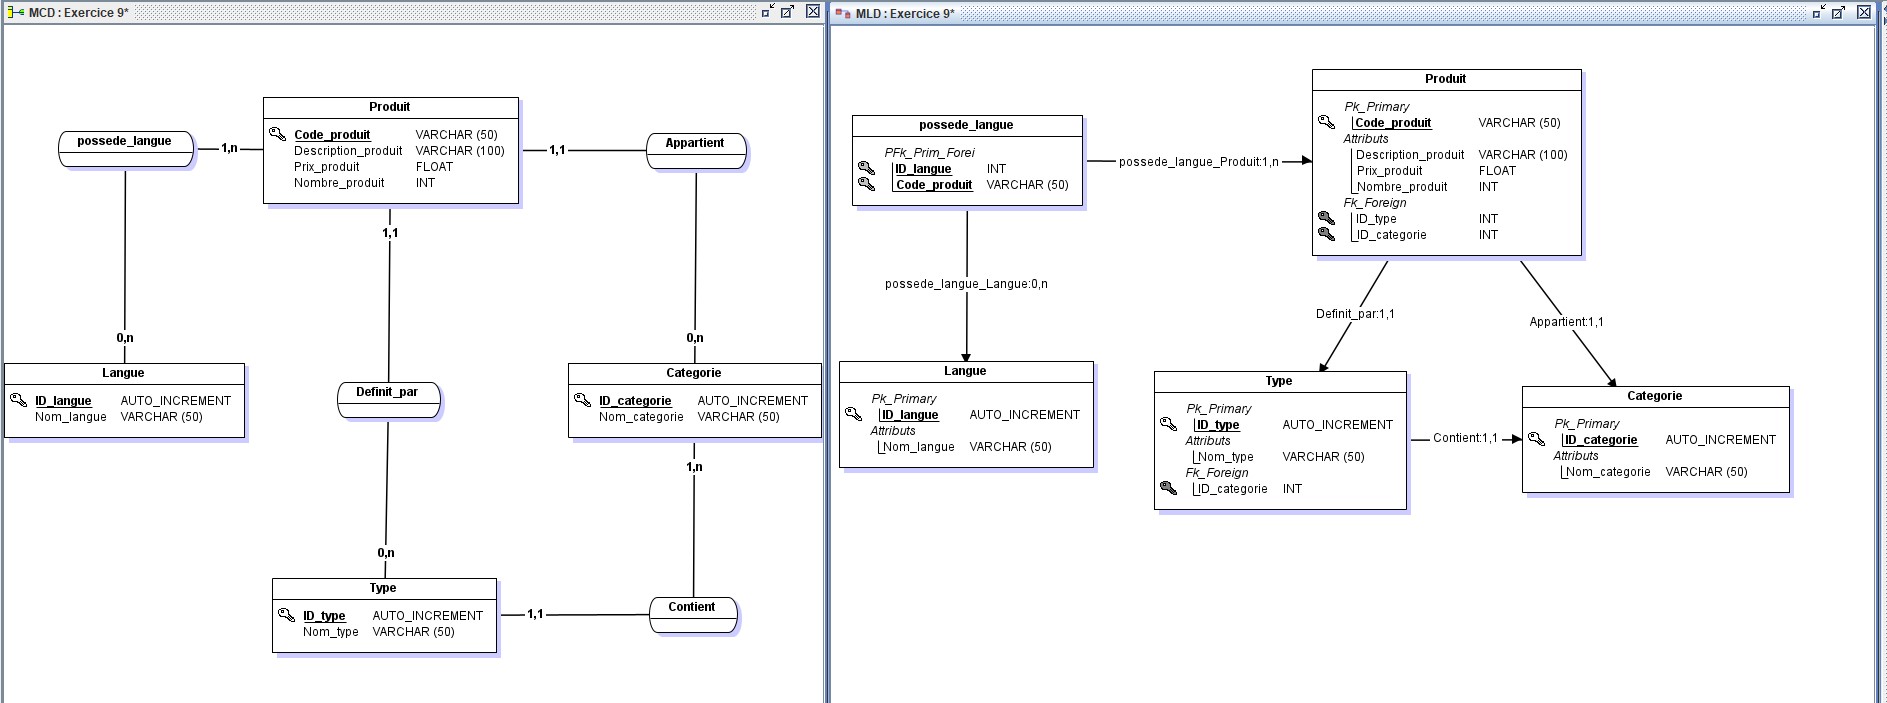 MCD : Exercice 9*
possede_langue
1,n
Produit
Code_produit VARCHAR (50)
Description_produit VARCHAR (100)
Prix_produit FLOAT
Nombre_produit INT
1,1
Appartient
1,1
0,n
0,n
Langue
ID_langue AUTO_INCREMENT
Nom_langue VARCHAR (50)
Definit_par
Categorie
ID_categorie AUTO_INCREMENT
Nom_categorie VARCHAR (50)
1,n
0,n
Type
ID_type AUTO_INCREMENT
Nom_type VARCHAR (50)
1,1
Contient
MLD : Exercice 9*
possede_langue
PFk_Prim_Forei
ID_langue INT
Code_produit VARCHAR (50)
possede_langue_Produit:1,n
Produit
Pk_Primary
Code_produit VARCHAR (50)
Attributs
Description_produit VARCHAR (100)
Prix_produit FLOAT
Nombre_produit INT
Fk_Foreign
ID_type INT
ID_categorie INT
possede_langue_Langue:0,n
Definit_par:1,1
Appartient:1,1
Langue
Pk_Primary
ID_langue AUTO_INCREMENT
Attributs
Nom_langue VARCHAR (50)
Type
Pk_Primary
ID_type AUTO_INCREMENT
Attributs
Nom_type VARCHAR (50)
Fk_Foreign
ID_categorie INT
Contient:1,1
Categorie
Pk_Primary
ID_categorie AUTO_INCREMENT
Attributs
Nom_categorie VARCHAR (50)